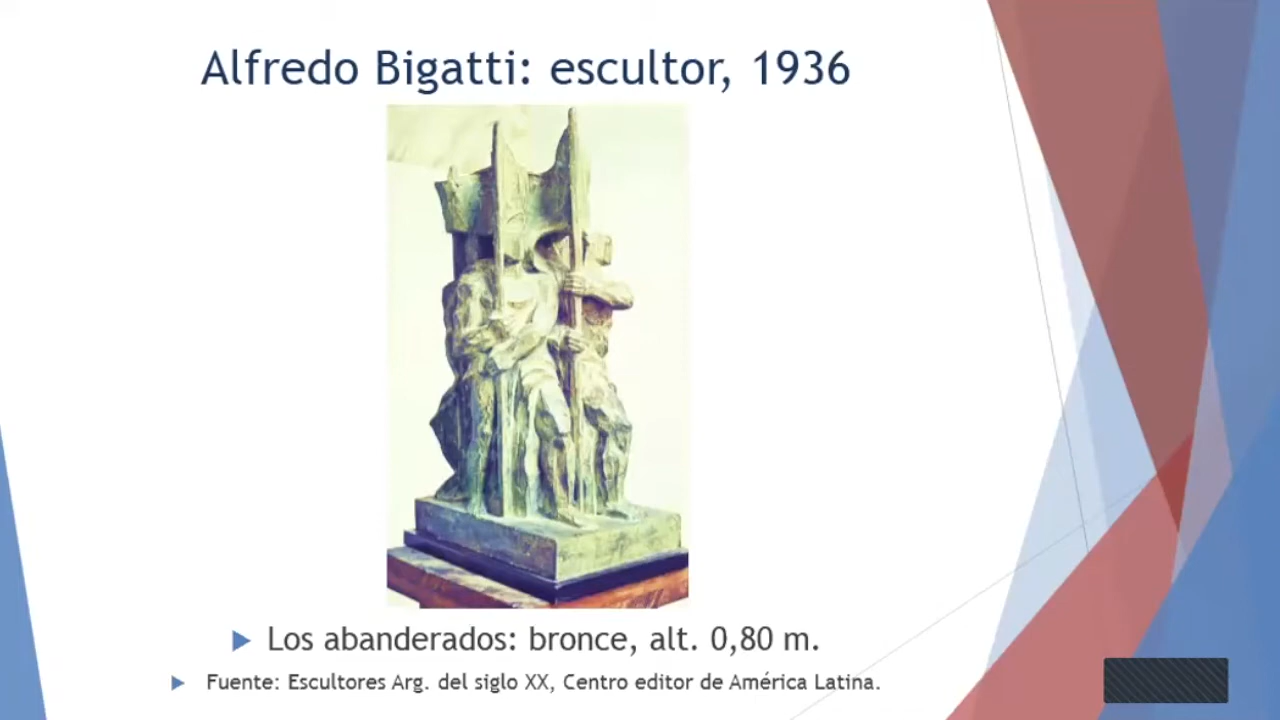 Alfredo Bigatti: escultor, 1936
Los abanderados: bronce, alt. 0,80 m.
Fuente: Escultores Arg. del siglo XX, Centro editor de América Latina.